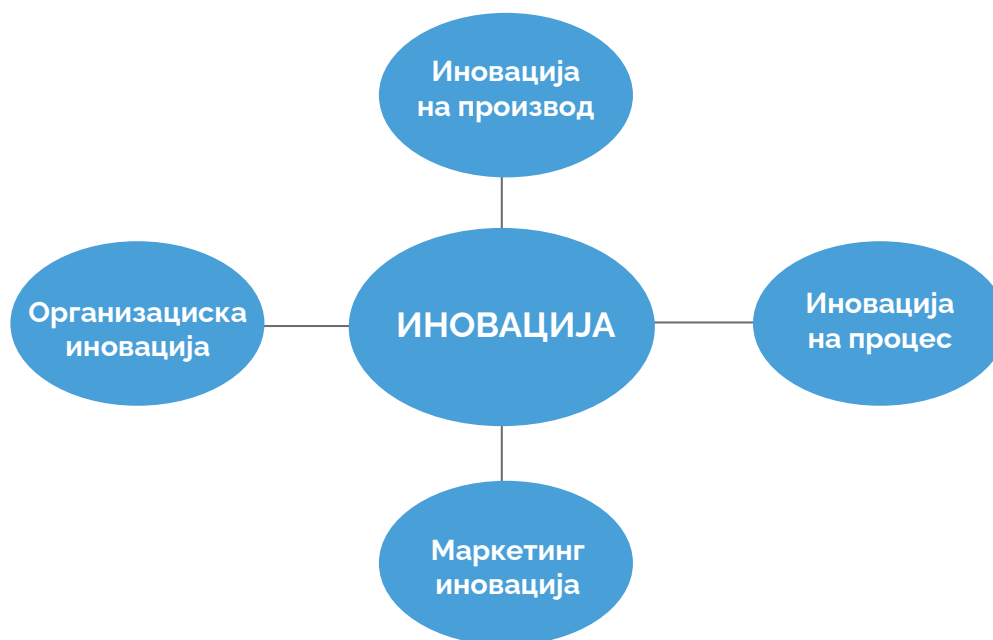 Иновација
на производ
Организациска
иновација
ИНОВАЦИЈА
Иновација
на процес
Маркетинг
иновација